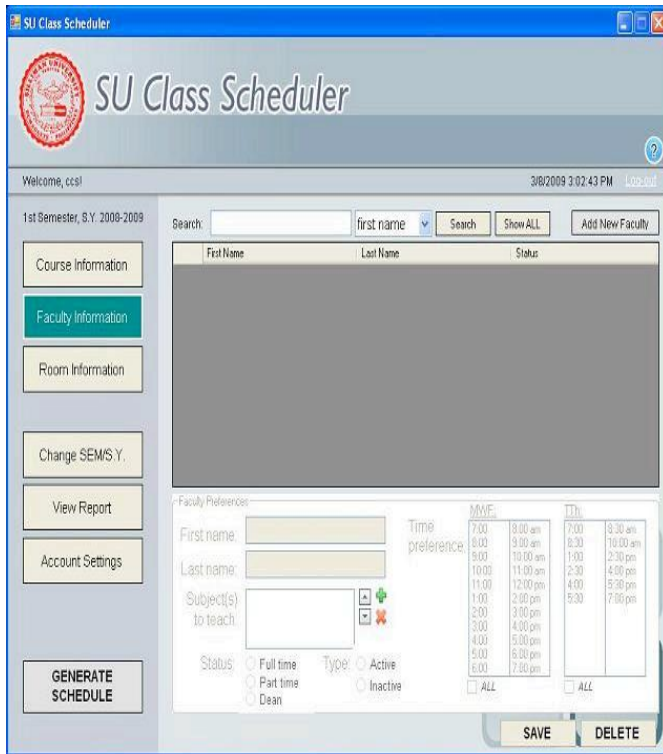 SU Class Scheduler
SU Class Scheduler
?
Welcome, ccs!
3/8/2009 3:02:43 PM Log-out
1st Semester, S.Y. 2008-2009
Course Information
Faculty Information
Room Information
Change SEM/S.Y.
View Report
Account Settings
GENERATE
SCHEDULE
Search: first name Search Show ALL Add New Faculty
First Name Last Name Status
Faculty Preferences
First name:
Last name:
Subject(s)
to teach
Status: Full time
Part time
Dean
Type: Active
Inactive
Time
preference:
MWF:
7:00 8:00 am
8:00 9:00 am
9:00 10:00 am
10:00 11:00 am
11:00 12:00 pm
1:00 2:00 pm
2:00 3:00 pm
3:00 4:00 pm
4:00 5:00 pm
5:00 6:00 pm
6:00 7:00 pm
ALL
TTh:
7:00 8:30 am
8:30 10:00 am
1:00 2:30 pm
2:30 4:00 pm
4:00 5:30 pm
5:30 7:00 pm
ALL
SAVE DELETE